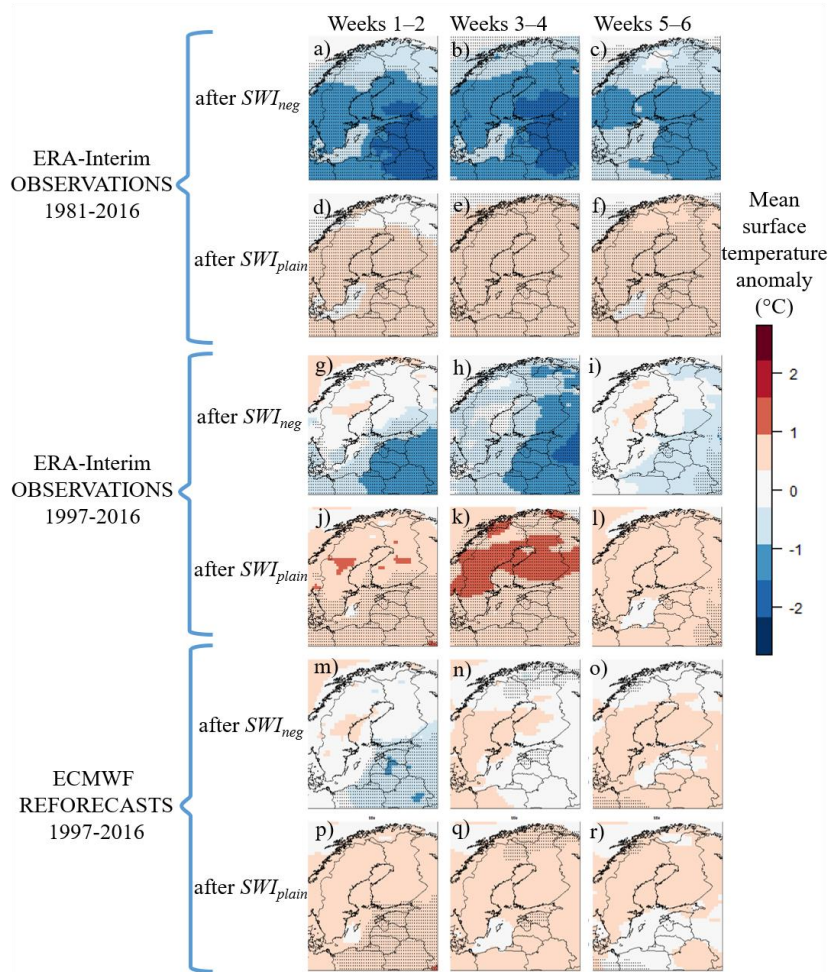 Weeks 1–2 Weeks 3–4 Weeks 5–6
a) b) c)
after SWIneg
ERA-Interim
OBSERVATIONS
1981-2016
d) e) f)
after SWIplain
Mean
surface
temperature
anomaly
(°C)
2
1
0
-1
-2
g) h) i)
after SWIneg
ERA-Interim
OBSERVATIONS
1997-2016
j) k) l)
after SWIplain
m) n) o)
after SWIneg
ECMWF
REFORECASTS
1997-2016
p) q) r)
after SWIplain